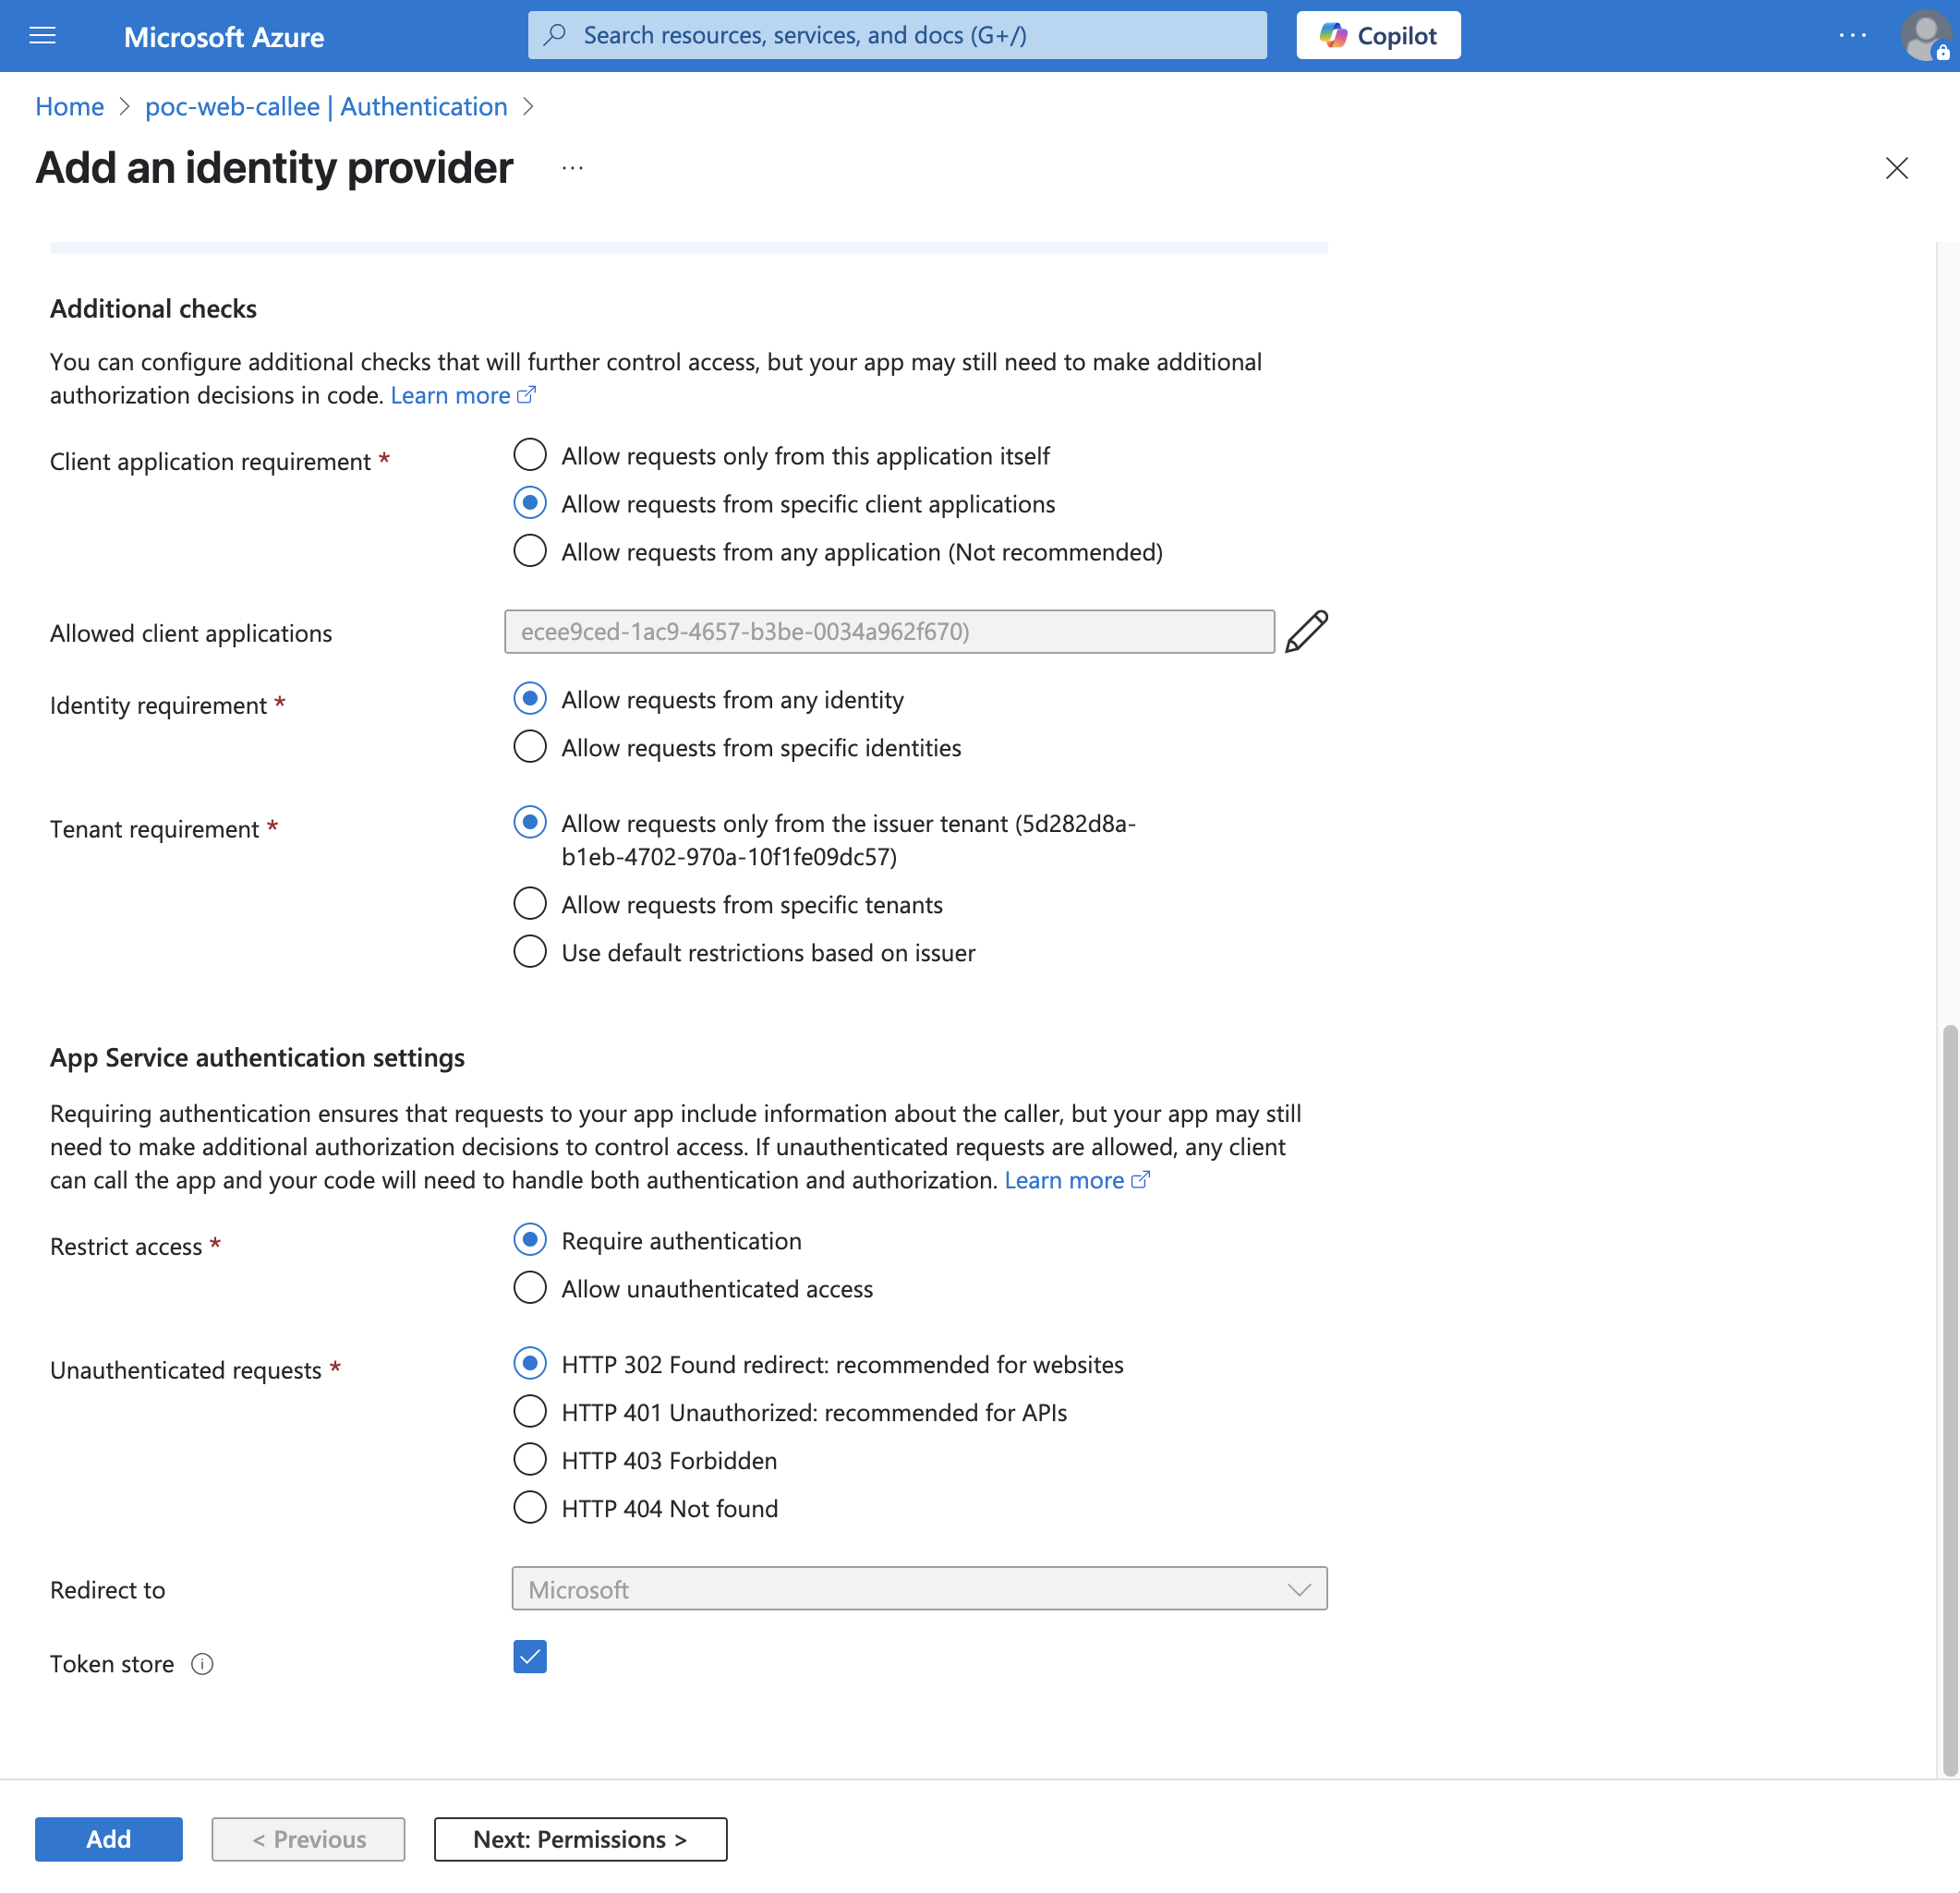 Microsoft Azure
Search resources, services, and docs (G+/)
Copilot
Home > poc-web-callee | Authentication >
Add an identity provider ...
Additional checks
You can configure additional checks that will further control access, but your app may still need to make additional
authorization decisions in code. Learn more
Client application requirement *
Allow requests only from this application itself
Allow requests from specific client applications
Allow requests from any application (Not recommended)
Allowed client applications
ecee9ced-1ac9-4657-b3be-0034a962f670)
Identity requirement *
Allow requests from any identity
Allow requests from specific identities
Tenant requirement *
Allow requests only from the issuer tenant (5d282d8a-
b1eb-4702-970a-10f1fe09dc57)
Allow requests from specific tenants
Use default restrictions based on issuer
App Service authentication settings
Requiring authentication ensures that requests to your app include information about the caller, but your app may still
need to make additional authorization decisions to control access. If unauthenticated requests are allowed, any client
can call the app and your code will need to handle both authentication and authorization. Learn more
Restrict access *
Require authentication
Allow unauthenticated access
Unauthenticated requests *
HTTP 302 Found redirect: recommended for websites
HTTP 401 Unauthorized: recommended for APIs
HTTP 403 Forbidden
HTTP 404 Not found
Redirect to
Microsoft
Token store
Add
< Previous
Next: Permissions >